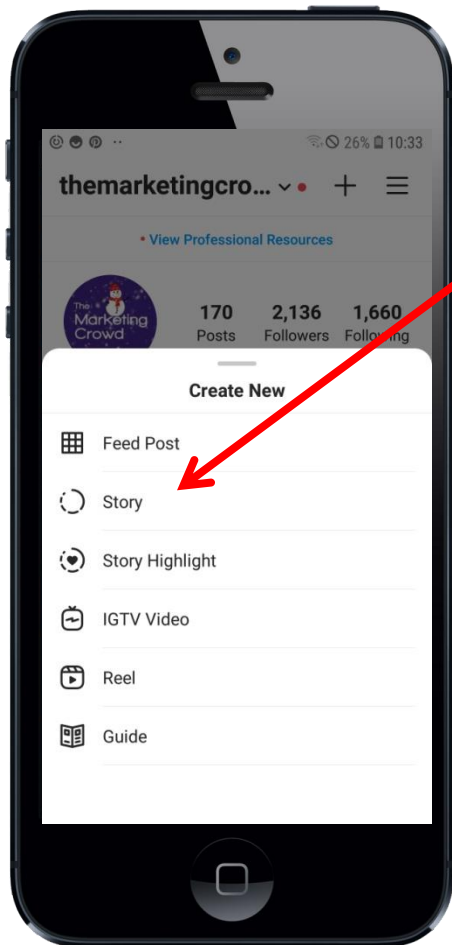 26% 10:33
themarketingcro...
View Professional Resources
The Marketing Crowd
170 2,136 1,660
Posts Followers Following
Create New
Feed Post
Story
Story Highlight
IGTV Video
Reel
Guide